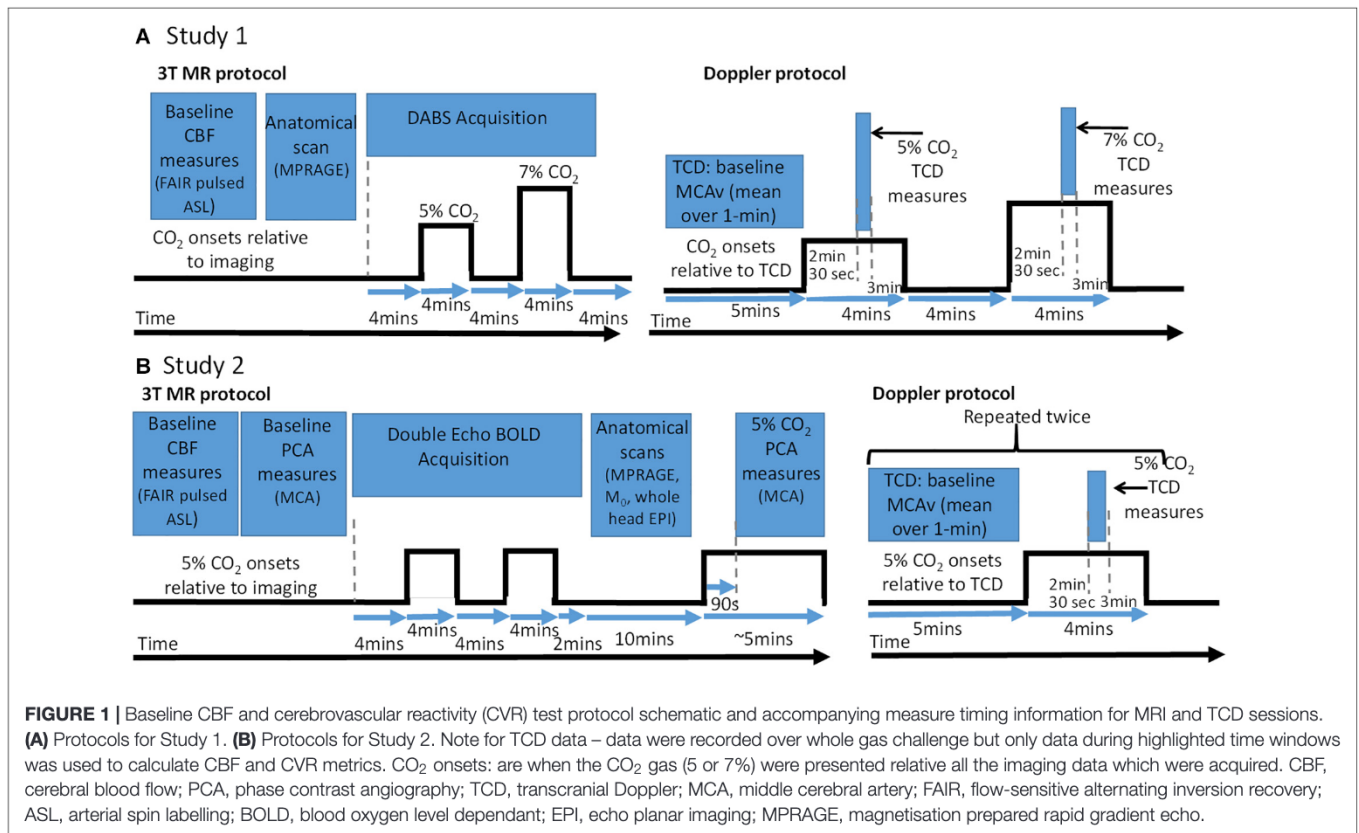 A Study 1
3T MR protocol
Baseline
CBF
measures
(FAIR pulsed
ASL)
Anatomical
scan
(MPRAGE)
DABS Acquisition
5% CO₂
7% CO₂
CO₂ onsets relative
to imaging
4mins
4mins
4mins
4mins
4mins
Time
Doppler protocol
TCD: baseline
MCAv (mean
over 1-min)
5% CO₂
TCD
measures
7% CO₂
TCD
measures
CO₂ onsets
relative to TCD
2min
30 sec
3min
2min
30 sec
3min
5mins
4mins
4mins
4mins
Time
B Study 2
3T MR protocol
Baseline
CBF
measures
(FAIR pulsed
ASL)
Baseline
PCA
measures
(MCA)
Double Echo BOLD
Acquisition
Anatomical
scans
(MPRAGE,
M₀, whole
head EPI)
5% CO₂
PCA
measures
(MCA)
5% CO₂ onsets
relative to imaging
90s
4mins
4mins
4mins
4mins
2mins
10mins
~5mins
Time
Doppler protocol
Repeated twice
TCD: baseline
MCAv (mean
over 1-min)
5% CO₂
TCD
measures
5% CO₂ onsets
relative to TCD
2min
30 sec
3min
5mins
4mins
Time
FIGURE 1 | Baseline CBF and cerebrovascular reactivity (CVR) test protocol schematic and accompanying measure timing information for MRI and TCD sessions.
(A) Protocols for Study 1. (B) Protocols for Study 2. Note for TCD data – data were recorded over whole gas challenge but only data during highlighted time windows
was used to calculate CBF and CVR metrics. CO₂ onsets: are when the CO₂ gas (5 or 7%) were presented relative all the imaging data which were acquired. CBF,
cerebral blood flow; PCA, phase contrast angiography; TCD, transcranial Doppler; MCA, middle cerebral artery; FAIR, flow-sensitive alternating inversion recovery;
ASL, arterial spin labelling; BOLD, blood oxygen level dependant; EPI, echo planar imaging; MPRAGE, magnetisation prepared rapid gradient echo.